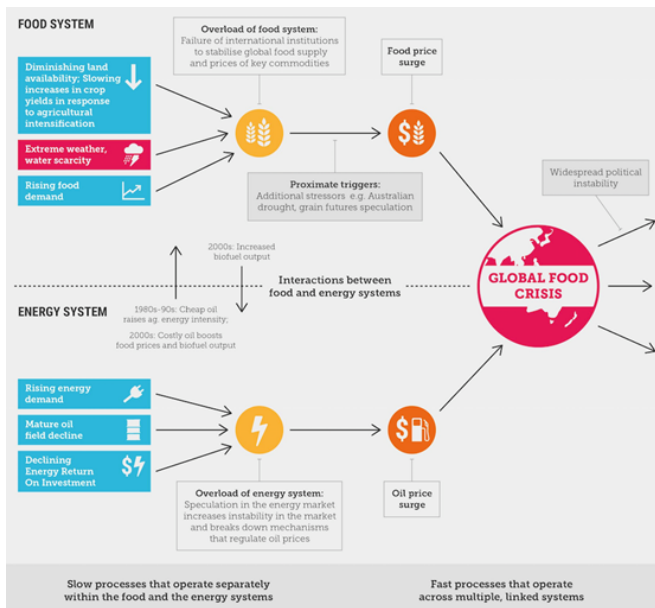 FOOD SYSTEM
Overload of food system:
Failure of international institutions
to stabilise global food supply
and prices of key commodities
Food price
surge
Diminishing land
availability; Slowing
increases in crop
yields in response
to agricultural
intensification
Extreme weather,
water scarcity
Rising food
demand
$
Proximate triggers:
Additional stressors e.g. Australian
drought, grain futures speculation
Widespread political
instability
2000s: Increased
biofuel output
Interactions between
food and energy systems
GLOBAL FOOD
CRISIS
ENERGY SYSTEM
1980s-90s: Cheap oil
raises ag. energy intensity;
2000s: Costly oil boosts
food prices and biofuel output
Rising energy
demand
Mature oil
field decline
Declining
Energy Return
On Investment
$
$
Overload of energy system:
Speculation in the energy market
increases instability in the market
and breaks down mechanisms
that regulate oil prices
Oil price
surge
Slow processes that operate separately
within the food and the energy systems
Fast processes that operate
across multiple, linked systems